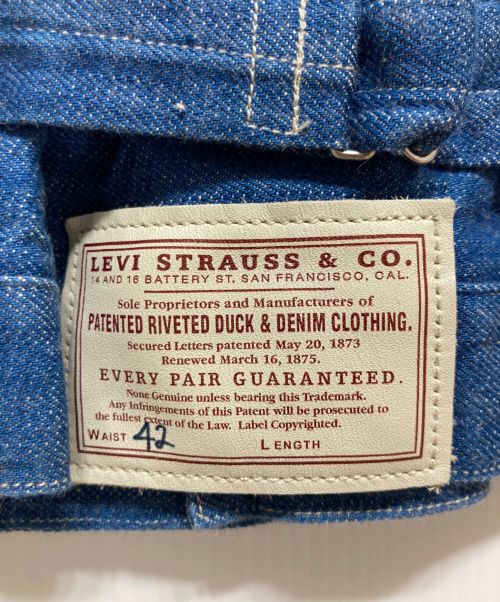 LEVI STRAUSS & CO.
14 AND 16 BATTERY ST. SAN FRANCISCO, CAL.
Sole Proprietors and Manufacturers of
PATENTED RIVETED DUCK & DENIM CLOTHING.
Secured Letters patented May 20, 1873
Renewed March 16, 1875.
EVERY PAIR GUARANTEED.
None Genuine unless bearing this Trademark.
Any Infringements of this Patent will be prosecuted to
the fullest extent of the Law. Label Copyrighted.
WAIST 42 LENGTH